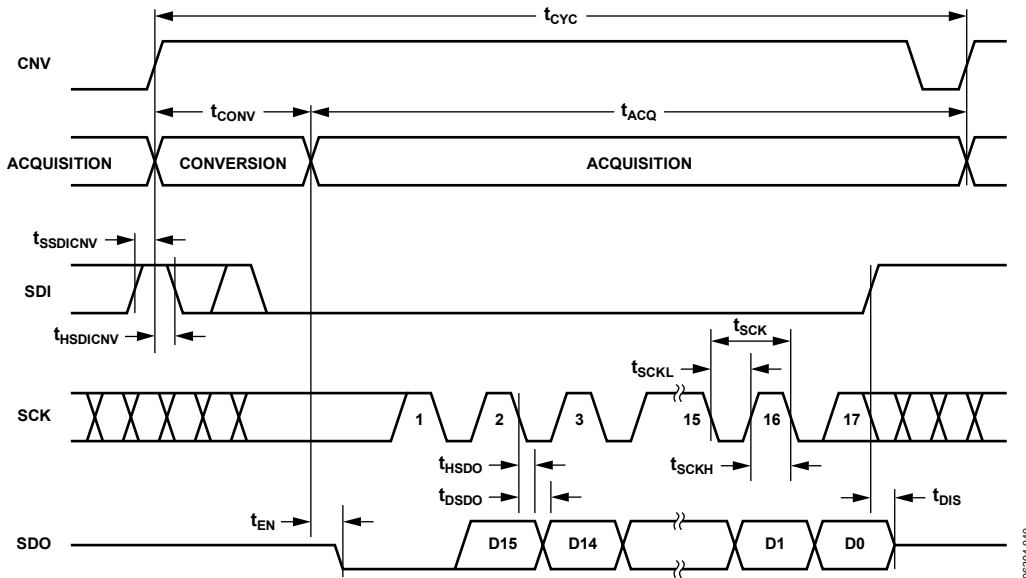 tCYC
CNV
tCONV
tACQ
ACQUISITION
CONVERSION
ACQUISITION
tSSDICNV
SDI
tHSDICNV
tSCK
tSCKL
SCK
1
2
3
15
16
17
tHSDO
tSCKH
tDSDO
tDIS
tEN
SDO
D15
D14
D1
D0